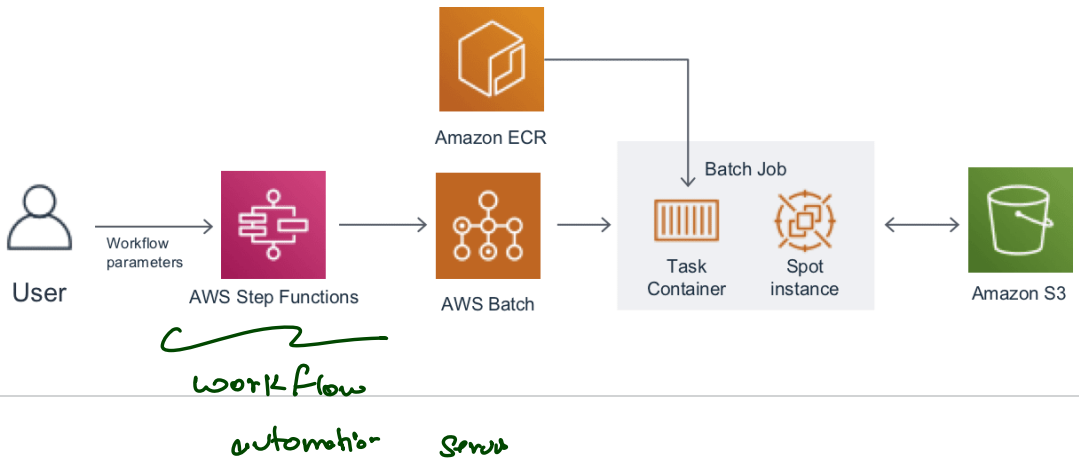 Amazon ECR
Batch Job
Workflow
parameters
Task
Container
Spot
instance
User
AWS Step Functions
AWS Batch
Amazon S3
workflow
automation